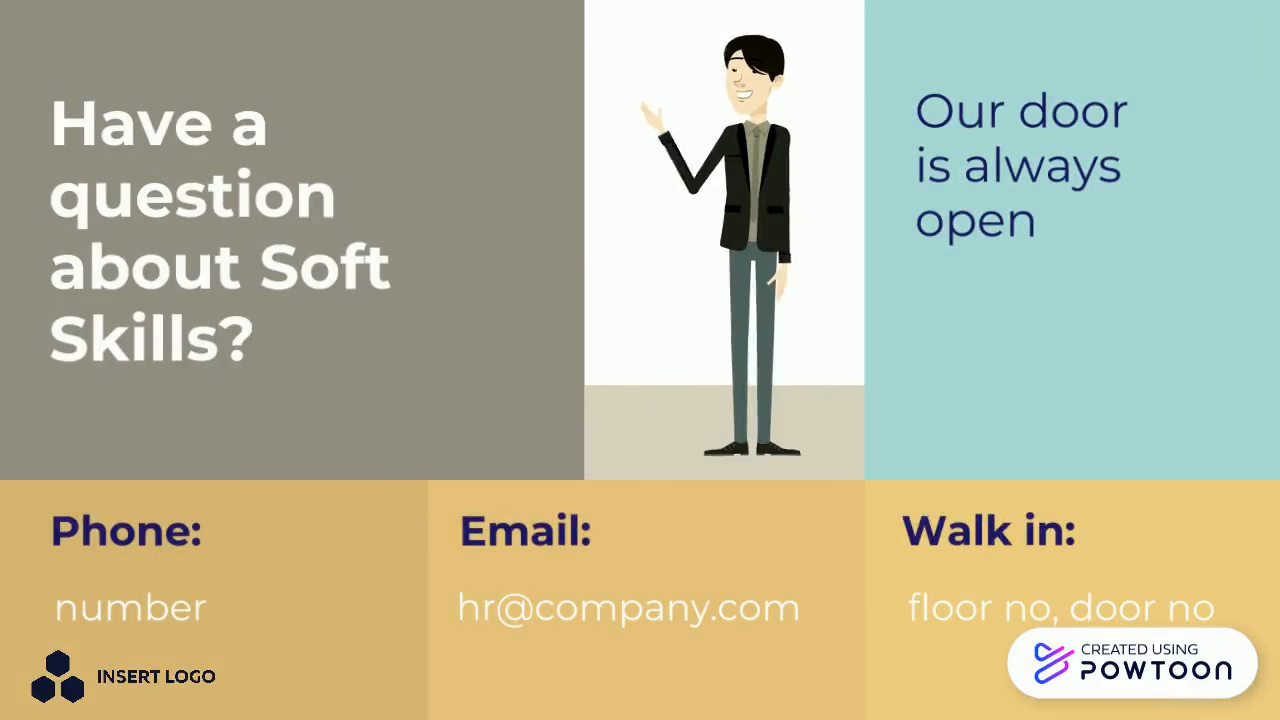 Have a
question
about Soft
Skills?
Our door
is always
open
Phone:
number
Email:
hr@company.com
Walk in:
floor no, door no
INSERT LOGO
CREATED USING
POWTOON